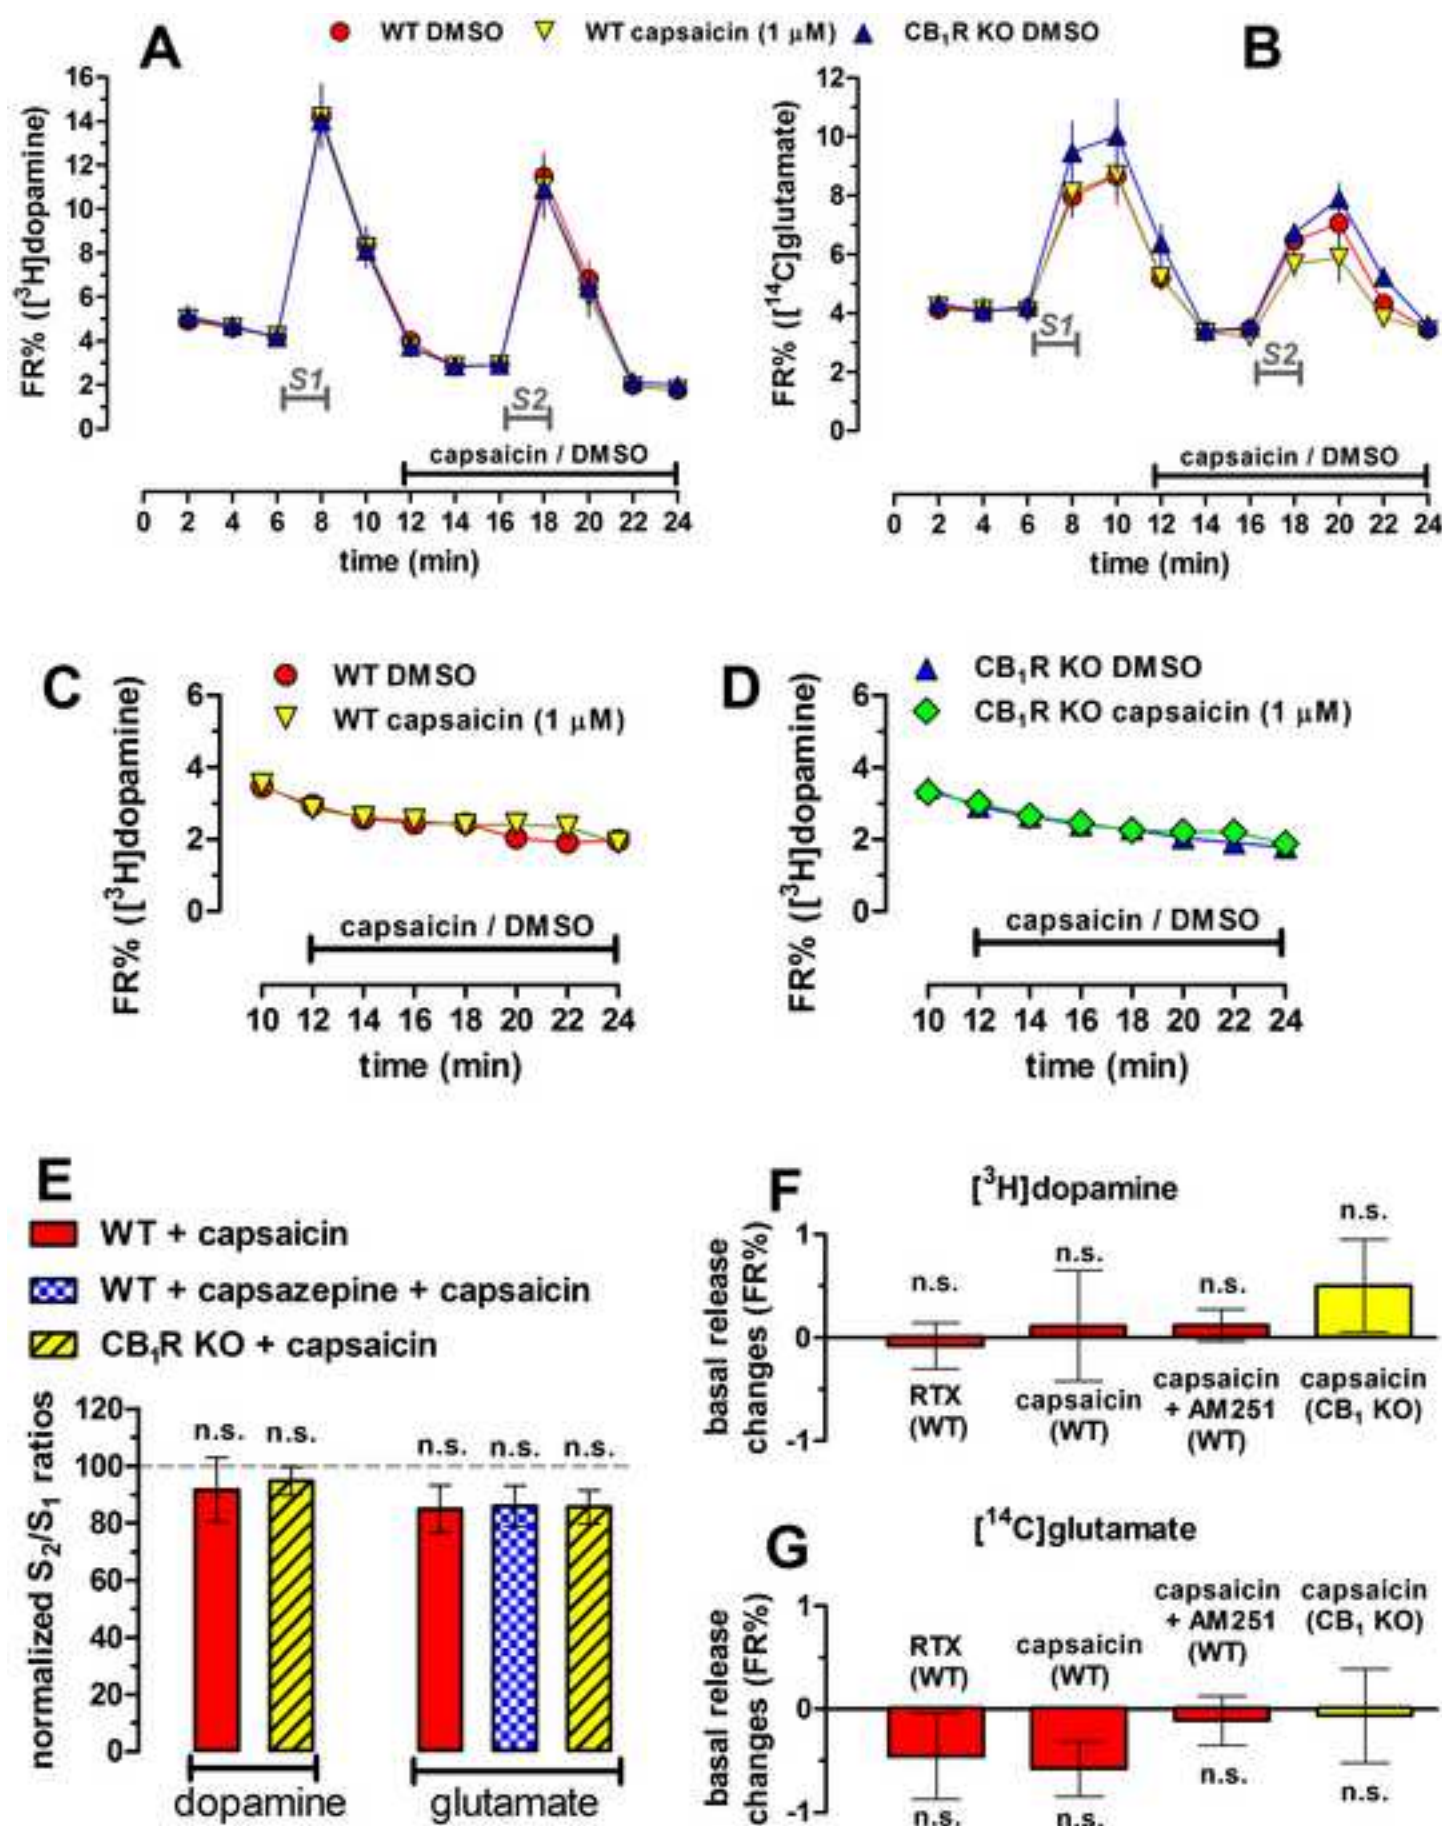 A
WT DMSO
WT capsaicin (1 μM)
CB₁R KO DMSO
B
FR% ([³H]dopamine)
16
14
12
10
8
6
4
2
0
S1
S2
capsaicin / DMSO
0 2 4 6 8 10 12 14 16 18 20 22 24
time (min)
FR% ([¹⁴C]glutamate)
12
10
8
6
4
2
0
S1
S2
capsaicin / DMSO
0 2 4 6 8 10 12 14 16 18 20 22 24
time (min)
C
WT DMSO
WT capsaicin (1 μM)
FR% ([³H]dopamine)
6
4
2
0
capsaicin / DMSO
10 12 14 16 18 20 22 24
time (min)
D
CB₁R KO DMSO
CB₁R KO capsaicin (1 μM)
FR% ([³H]dopamine)
6
4
2
0
capsaicin / DMSO
10 12 14 16 18 20 22 24
time (min)
E
WT + capsaicin
WT + capsazepine + capsaicin
CB₁R KO + capsaicin
normalized S₂/S₁ ratios
120
100
80
60
40
20
0
n.s. n.s. n.s. n.s. n.s.
dopamine glutamate
F
[³H]dopamine
basal release
changes (FR%)
1
0
-1
n.s. n.s. n.s. n.s.
RTX
(WT)
capsaicin
(WT)
capsaicin
+ AM251
(WT)
capsaicin
(CB₁ KO)
G
[¹⁴C]glutamate
basal release
changes (FR%)
1
0
-1
RTX
(WT)
capsaicin
(WT)
capsaicin
+ AM251
(WT)
capsaicin
(CB₁ KO)
n.s. n.s. n.s. n.s.